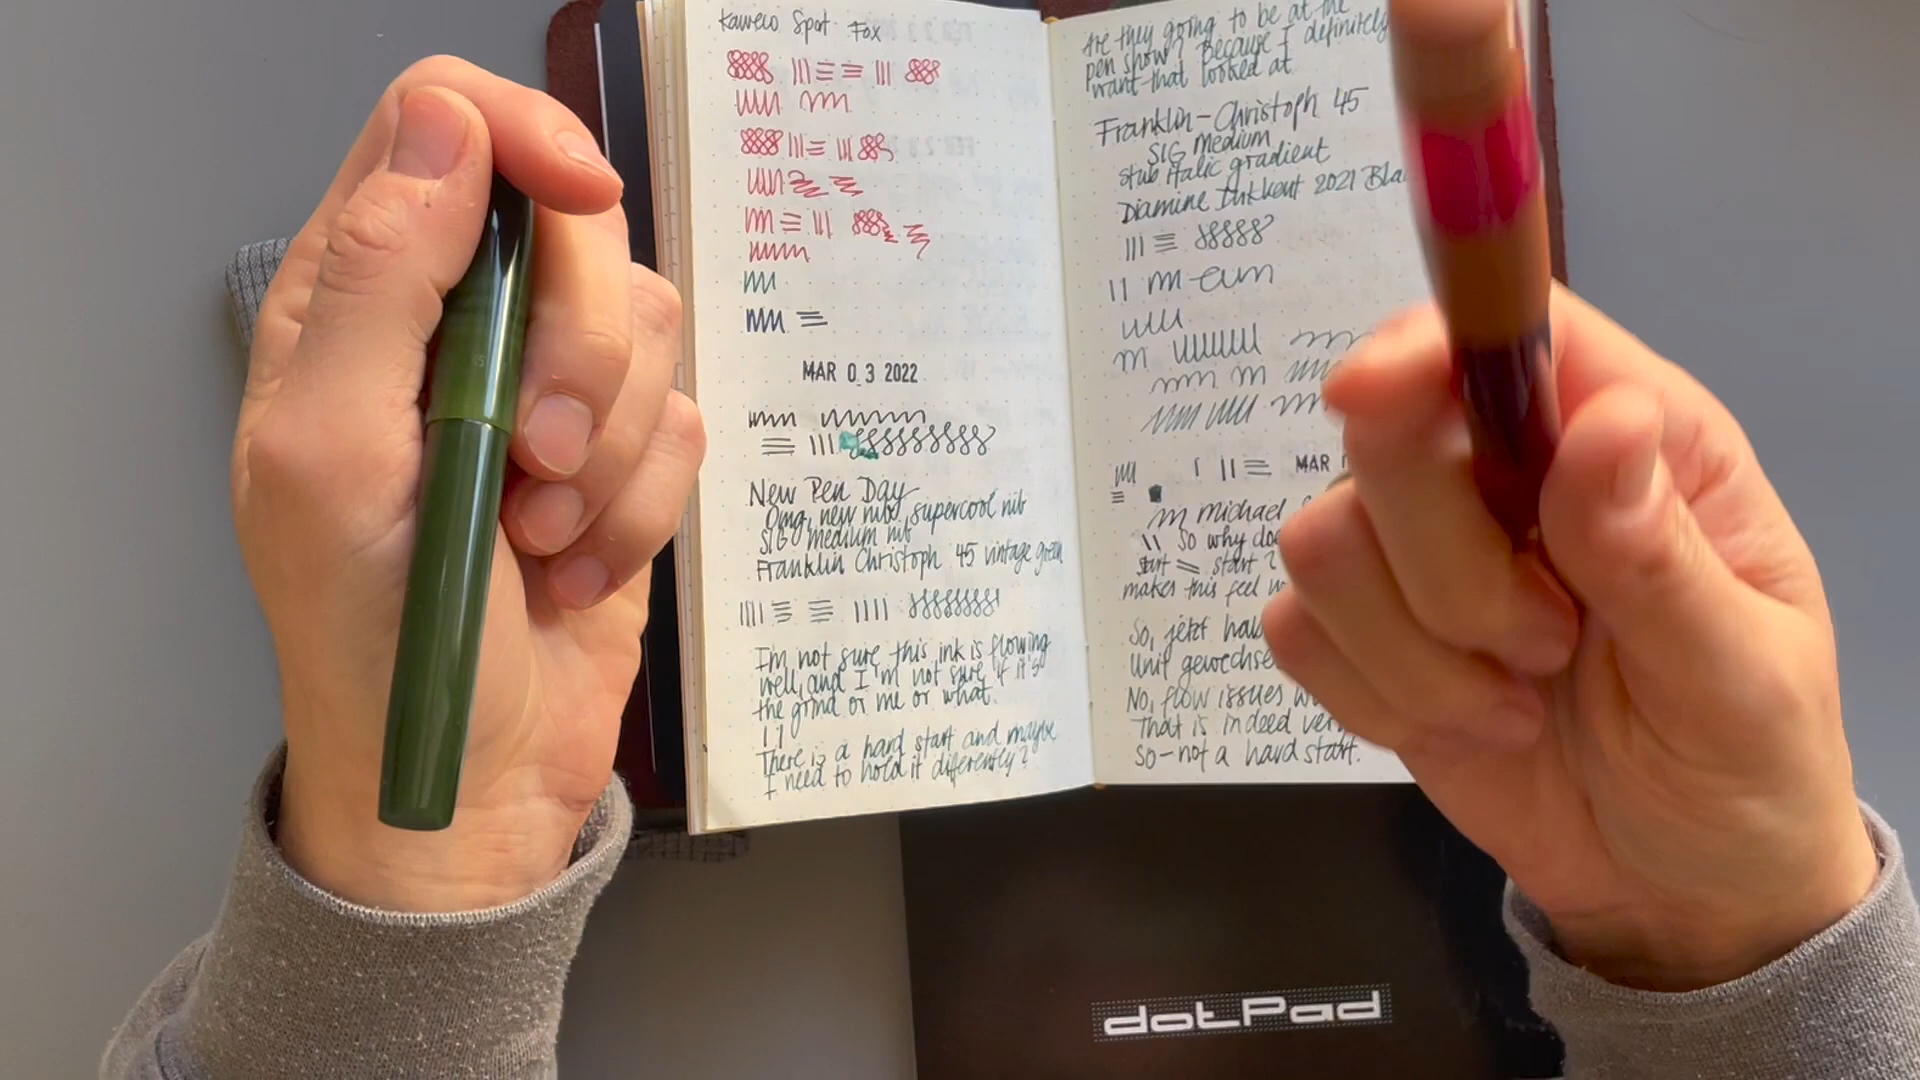 Kaweco Spot Fox
MAR 03 2022
New Pen Day
Omg, new nib, supercool nib
SIG medium nib
Franklin Christoph 45 vintage green
I'm not sure this ink is flowing
well, and I'm not sure if it's
the grind or me or what.
There is a hard start and maybe
I need to hold it diferently?
Are they going to be at the
pen show? Because I definitely
want that looked at
Franklin-Christoph 45
SIG Medium
Stub italic gradient
Diamine Inkvent 2021 Bla
MAR
michael
So why doe
start = start?
makes this feel w
So, jetzt hab
Unit gewechse
No, flow issues w
That is indeed ver
so-not a hard start.
45
dotPad